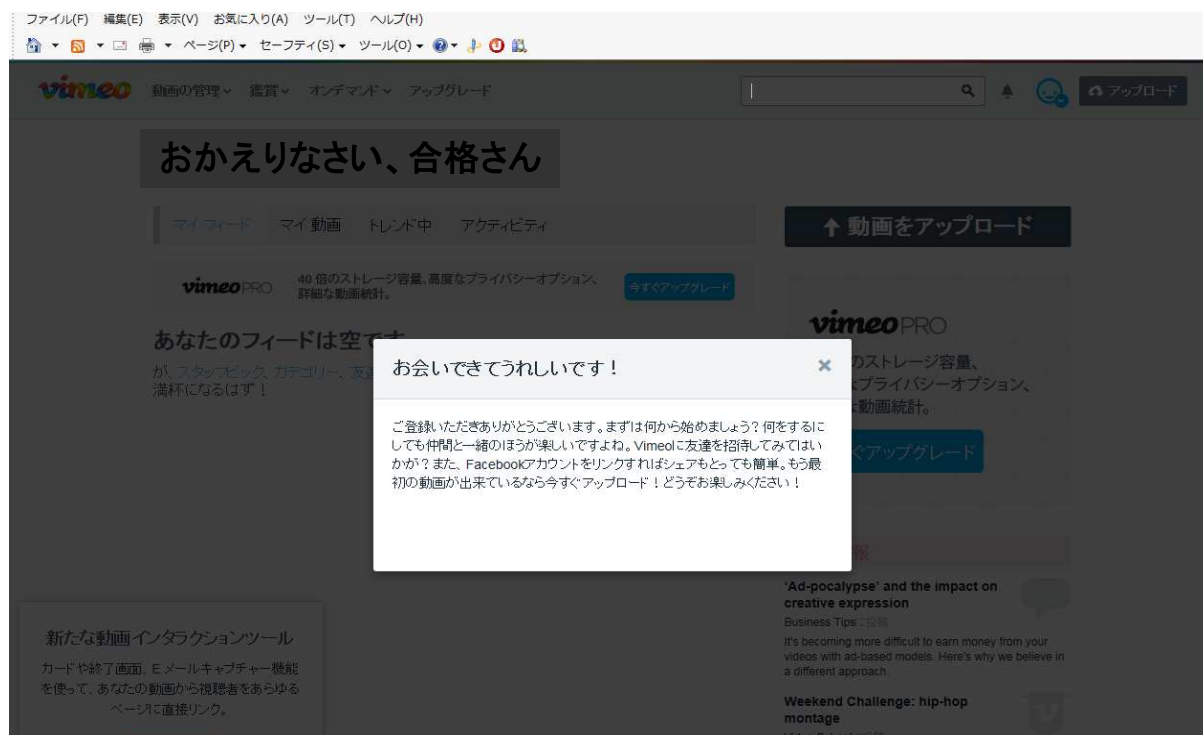 ファイル(F) 編集(E) 表示(V) お気に入り(A) ツール(T) ヘルプ(H)
ページ(P) セーフティ(S) ツール(O)
vimeo 動画の管理 鑑賞 オンデマンド アップグレード アップロード
おかえりなさい、合格さん
マイフィード マイ動画 トレンド中 アクティビティ
動画をアップロード
vimeo PRO
40 倍のストレージ容量、高度なプライバシーオプション、
詳細な動画統計。
今すぐアップグレード
vimeo PRO
のストレージ容量、
プライバシーオプション、
動画統計。
ぐアップグレード
あなたのフィードは空で
が、スタッフピック、カテゴリー、友達
満杯になるはず！
お会いできてうれしいです！
ご登録いただきありがとうございます。まずは何から始めましょう？何をするに
しても仲間と一緒のほうが楽しいですよね。Vimeoに友達を招待してみてはい
かが？また、Facebookアカウントをリンクすればシェアもとっても簡単。もう最
初の動画が出来ているなら今すぐアップロード！どうぞお楽しみください！
報
'Ad-pocalypse' and the impact on
creative expression
Business Tipsに投稿
It's becoming more difficult to earn money from your
videos with ad-based models. Here's why we believe in
a different approach.
Weekend Challenge: hip-hop
montage
新たな動画インタラクションツール
カードや終了画面、Eメールキャプチャー機能
を使って、あなたの動画から視聴者をあらゆる
ページに直接リンク。